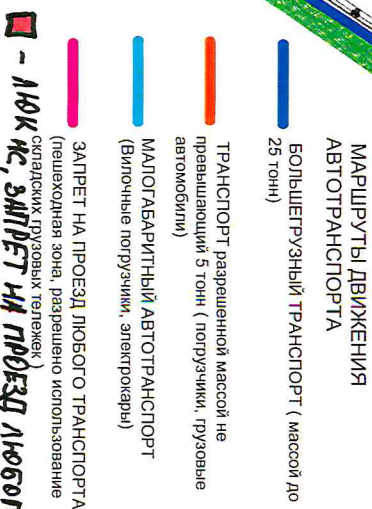 МАРШРУТЫ ДВИЖЕНИЯ
АВТОТРАНСПОРТА
БОЛЬШЕГРУЗНЫЙ ТРАНСПОРТ ( массой до
25 тонн)
ТРАНСПОРТ разрешенной массой не
превышающий 5 тонн ( погрузчики, грузовые
автомобили)
МАЛОГАБАРИТНЫЙ АВТОТРАНСПОРТ
(Вилочные погрузчики, электрокары)
ЗАПРЕТ НА ПРОЕЗД ЛЮБОГО ТРАНСПОРТА
(пешеходная зона, разрешено использование
складских грузовых тележек)
- ЛЮК НС, ЗАПРЕТ НА ПРОЕЗД